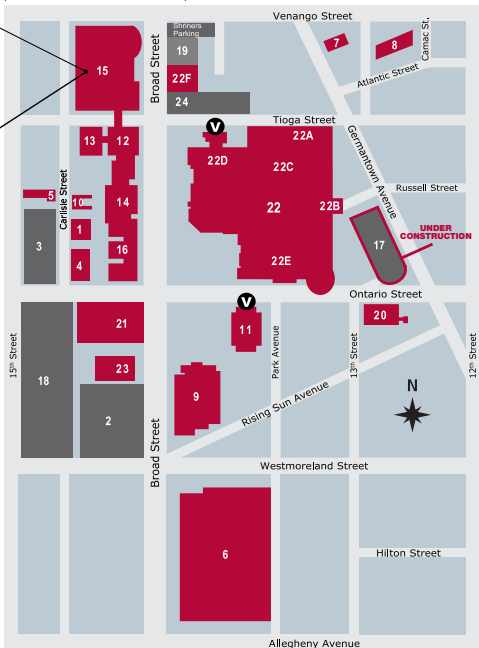 Venango Street
Shriners
Parking
19
22F
24
7
8
Camac St.
Atlantic Street
15
Broad Street
Tioga Street
V
13
12
22A
22D
22C
Germantown Avenue
Carlisle Street
5
10
14
Russell Street
22
22B
1
3
16
4
17
UNDER
CONSTRUCTION
22E
Ontario Street
V
21
11
20
15th Street
18
23
Park Avenue
13th Street
12th Street
9
Rising Sun Avenue
N
2
Broad Street
Westmoreland Street
6
Hilton Street
Allegheny Avenue